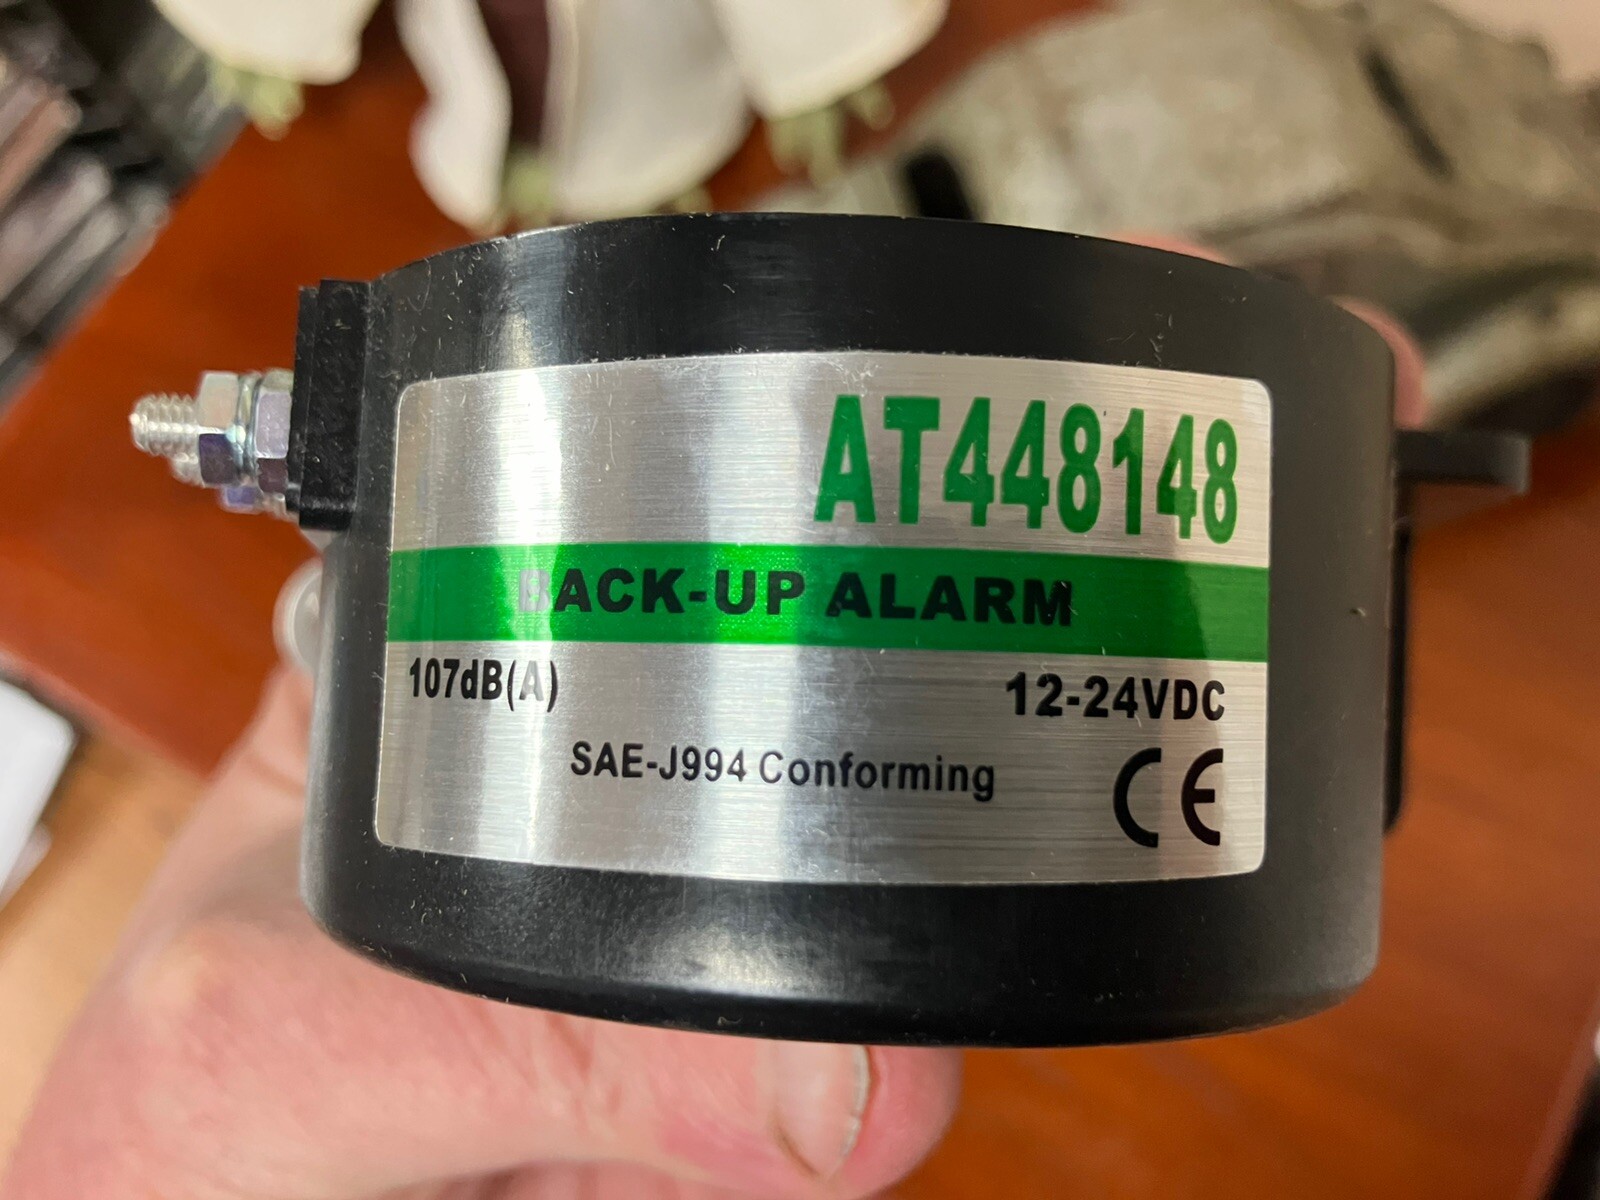 AT448148
BACK-UP ALARM
107dB(A)
12-24VDC
SAE-J994 Conforming
CE